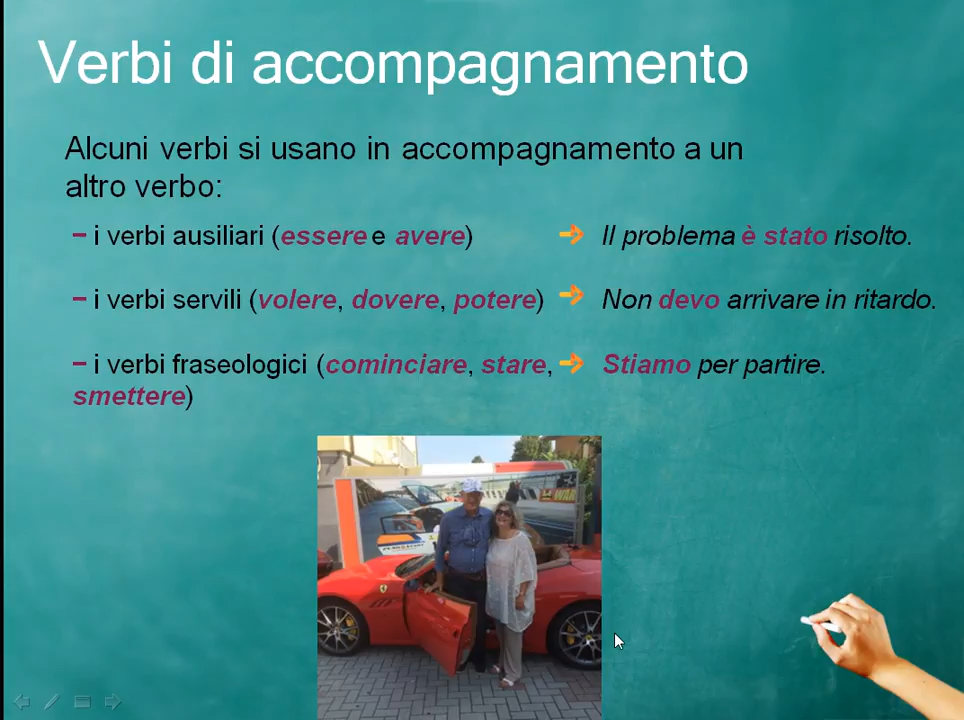 Verbi di accompagnamento
Alcuni verbi si usano in accompagnamento a un
altro verbo:
– i verbi ausiliari (essere e avere) ➔ Il problema è stato risolto.
– i verbi servili (volere, dovere, potere) ➔ Non devo arrivare in ritardo.
– i verbi fraseologici (cominciare, stare, ➔ Stiamo per partire.
smettere)
WAR